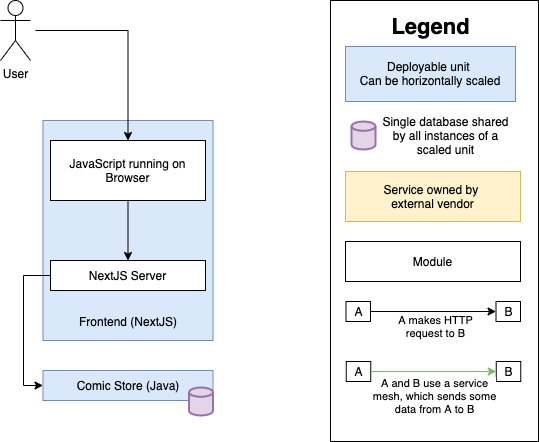 User
JavaScript running on
Browser
NextJS Server
Frontend (NextJS)
Comic Store (Java)
Legend
Deployable unit
Can be horizontally scaled
Single database shared
by all instances of a
scaled unit
Service owned by
external vendor
Module
A
B
A makes HTTP
request to B
A
B
A and B use a service
mesh, which sends some
data from A to B